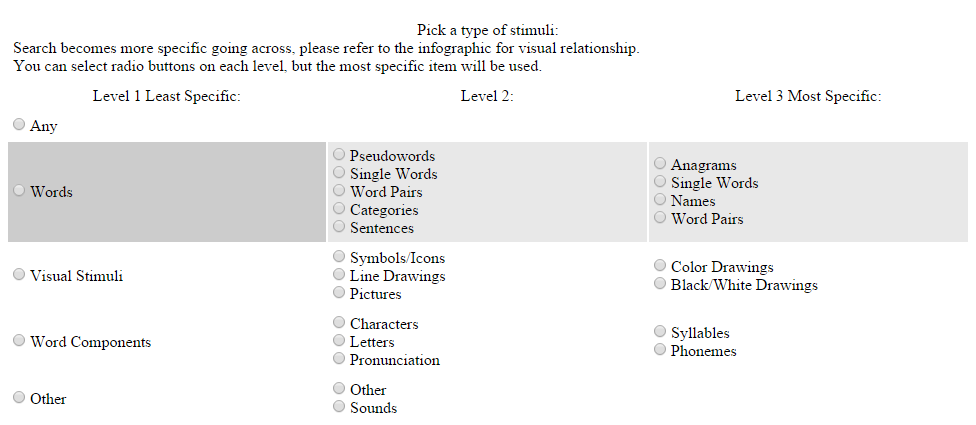 Pick a type of stimuli:
Search becomes more specific going across, please refer to the infographic for visual relationship.
You can select radio buttons on each level, but the most specific item will be used.
Level 1 Least Specific: Level 2: Level 3 Most Specific:
Any
Words
Pseudowords
Single Words
Word Pairs
Categories
Sentences
Anagrams
Single Words
Names
Word Pairs
Visual Stimuli
Symbols/Icons
Line Drawings
Pictures
Color Drawings
Black/White Drawings
Word Components
Characters
Letters
Pronunciation
Syllables
Phonemes
Other
Other
Sounds